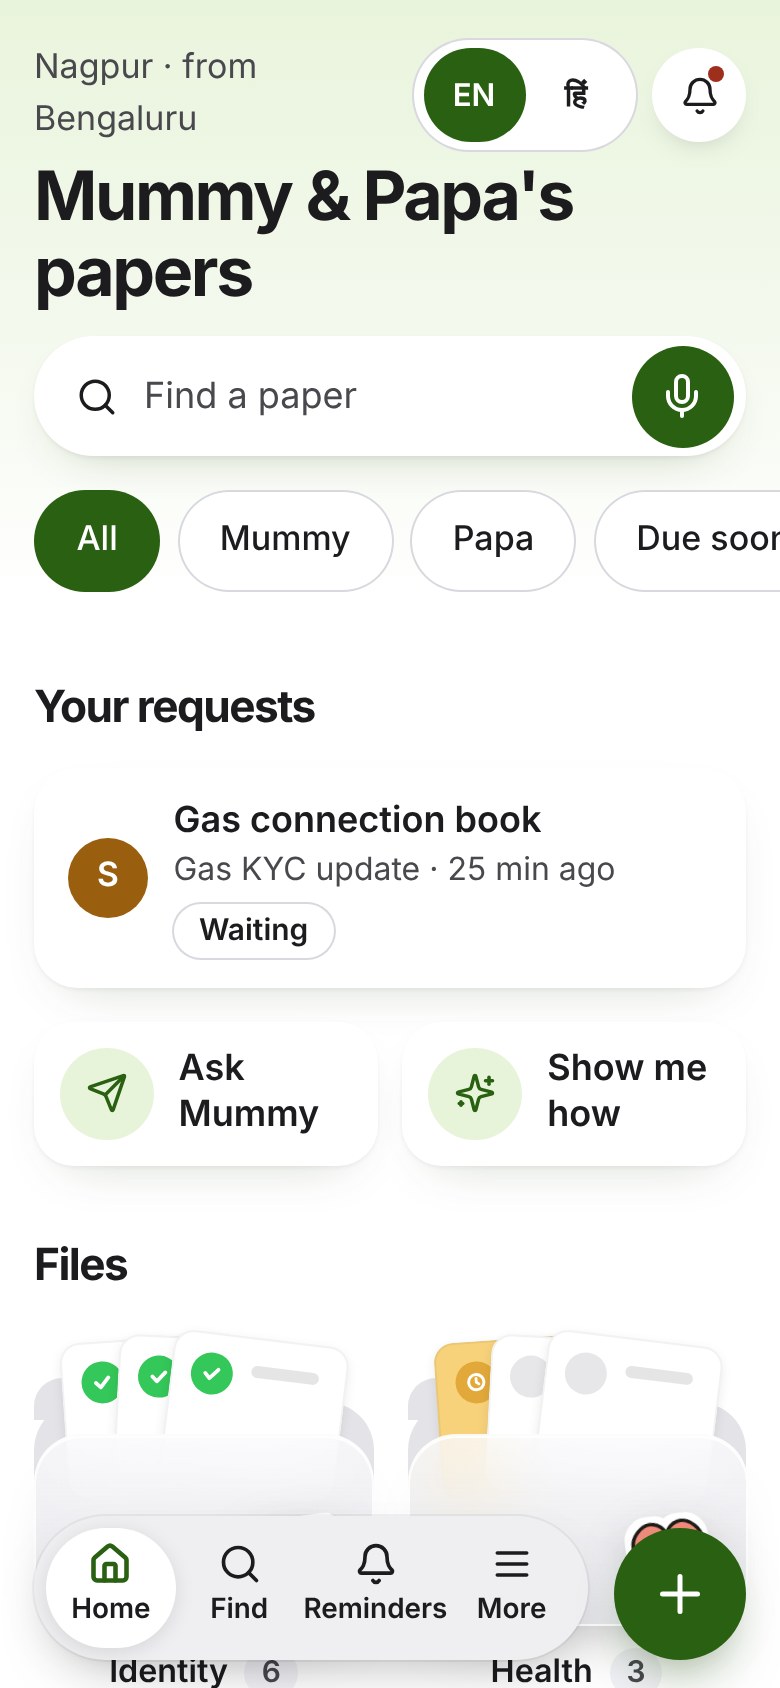 Nagpur · from
Bengaluru
EN
हिं
Mummy & Papa's
papers
Find a paper
All
Mummy
Papa
Due soon
Your requests
S
Gas connection book
Gas KYC update · 25 min ago
Waiting
Ask
Mummy
Show me
how
Files
Home
Find
Reminders
More
Identity 6
Health 3